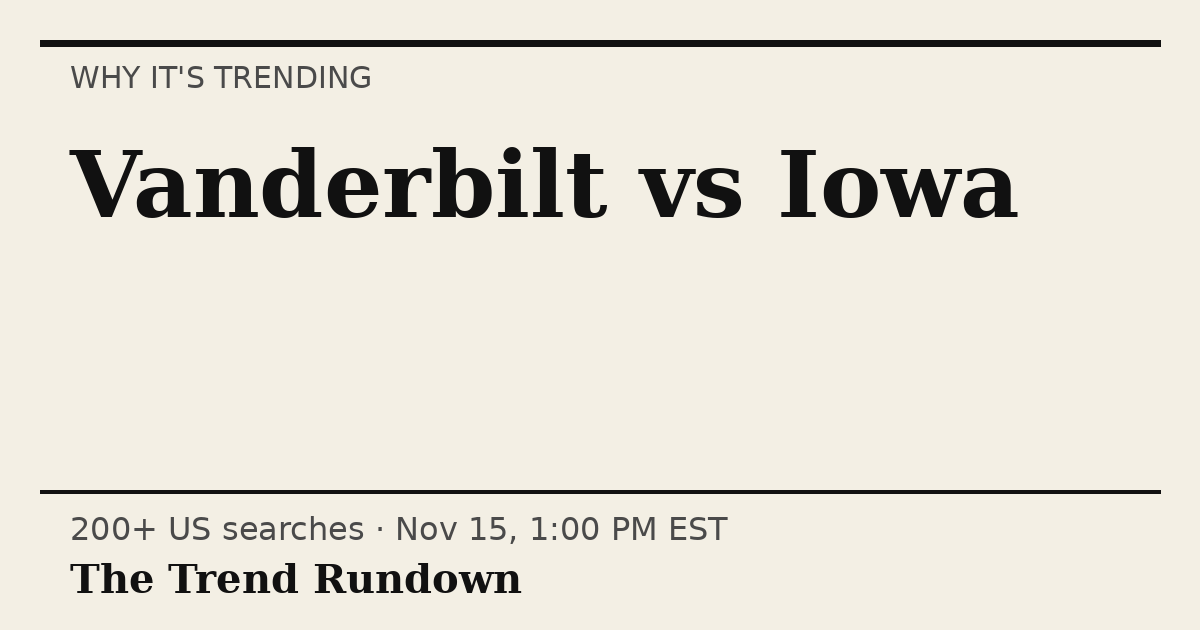 WHY IT'S TRENDING
Vanderbilt vs Iowa
200+ US searches · Nov 15, 1:00 PM EST
The Trend Rundown